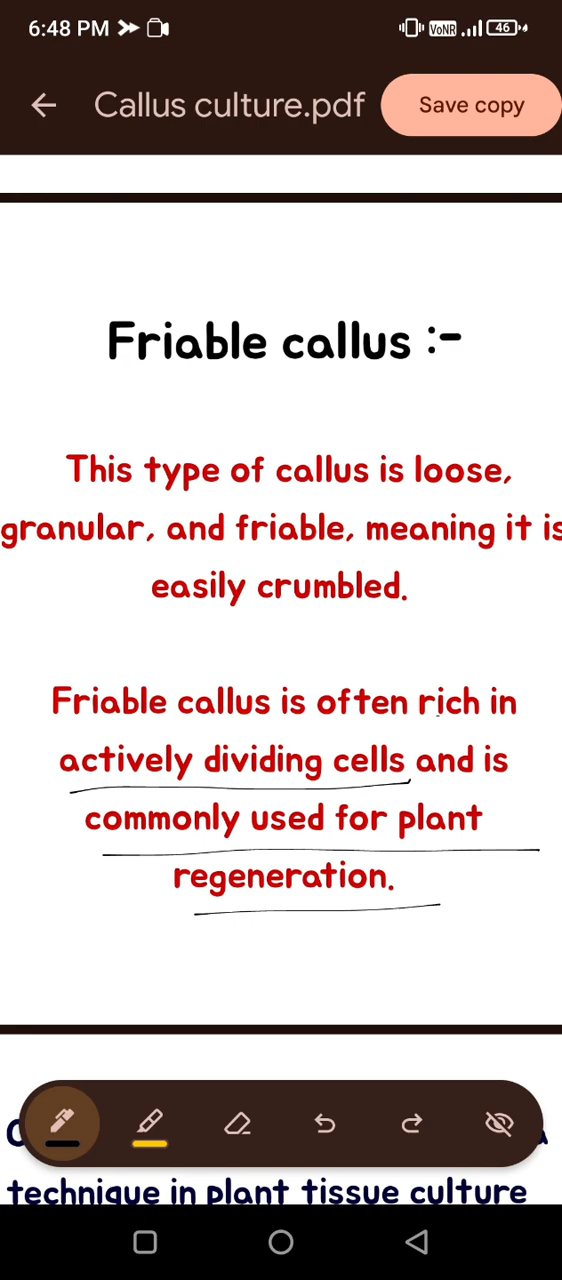 6:48 PM
VoNR
46
Callus culture.pdf
Save copy
Friable callus :-
This type of callus is loose,
granular, and friable, meaning it is
easily crumbled.
Friable callus is often rich in
actively dividing cells and is
commonly used for plant
regeneration.
technique in plant tissue culture